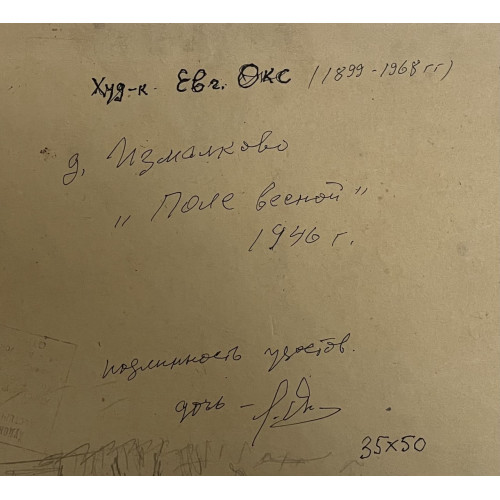 Худ-к Евг. Окс (1899-1968 гг)
д. Измалково
"Поле весной"
1946 г.
подлинность удостов.
дочь -
35х50